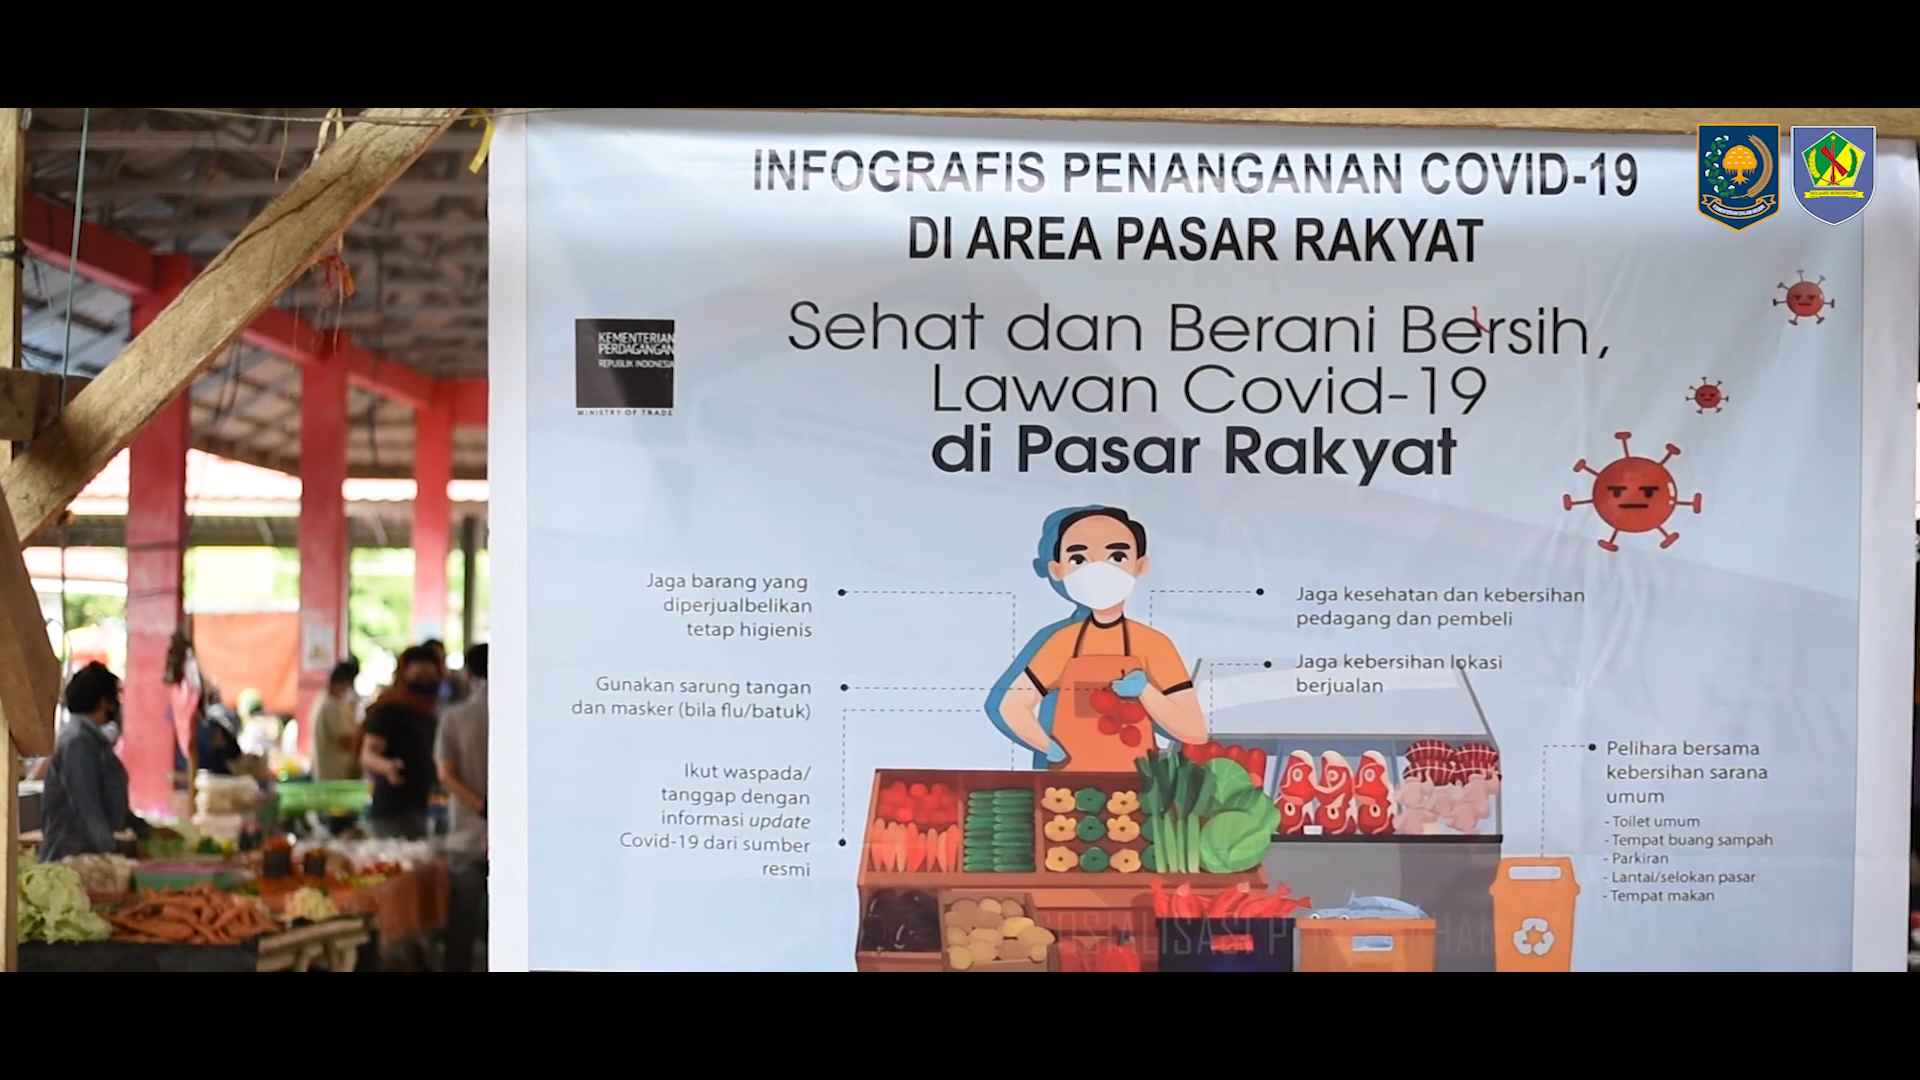 INFOGRAFIS PENANGANAN COVID-19
DI AREA PASAR RAKYAT
KEMENTERIAN
PERDAGANGAN
REPUBLIK INDONESIA
MINISTRY OF TRADE
Sehat dan Berani Bersih,
Lawan Covid-19
di Pasar Rakyat
Jaga barang yang
diperjualbelikan
tetap higienis
Gunakan sarung tangan
dan masker (bila flu/batuk)
Ikut waspada/
tanggap dengan
informasi update
Covid-19 dari sumber
resmi
Jaga kesehatan dan kebersihan
pedagang dan pembeli
Jaga kebersihan lokasi
berjualan
Pelihara bersama
kebersihan sarana
umum
- Toilet umum
- Tempat buang sampah
- Parkiran
- Lantai/selokan pasar
- Tempat makan
SOSIALISASI